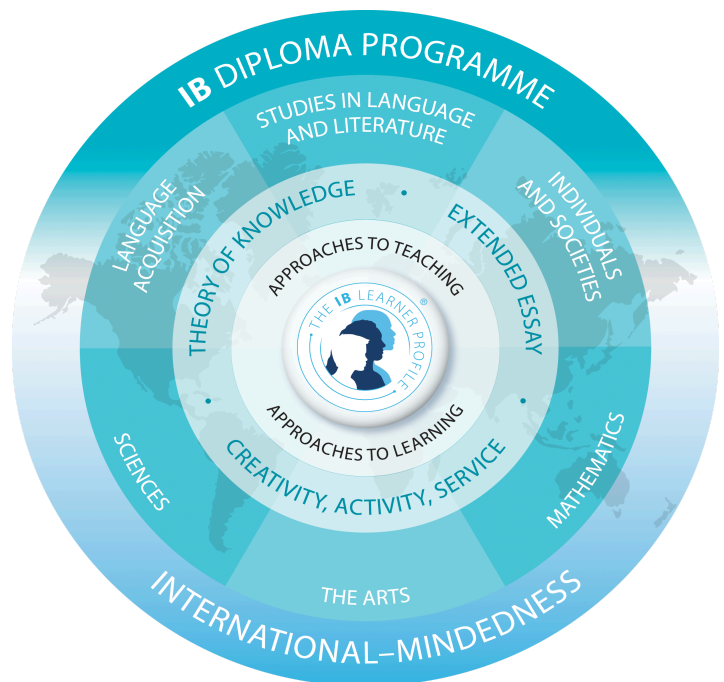 IB DIPLOMA PROGRAMME
STUDIES IN LANGUAGE
AND LITERATURE
LANGUAGE
ACQUISITION
INDIVIDUALS
AND SOCIETIES
THEORY OF KNOWLEDGE
•
EXTENDED ESSAY
•
•
APPROACHES TO TEACHING
THE IB LEARNER PROFILE
®
APPROACHES TO LEARNING
CREATIVITY, ACTIVITY, SERVICE
SCIENCES
MATHEMATICS
THE ARTS
INTERNATIONAL–MINDEDNESS